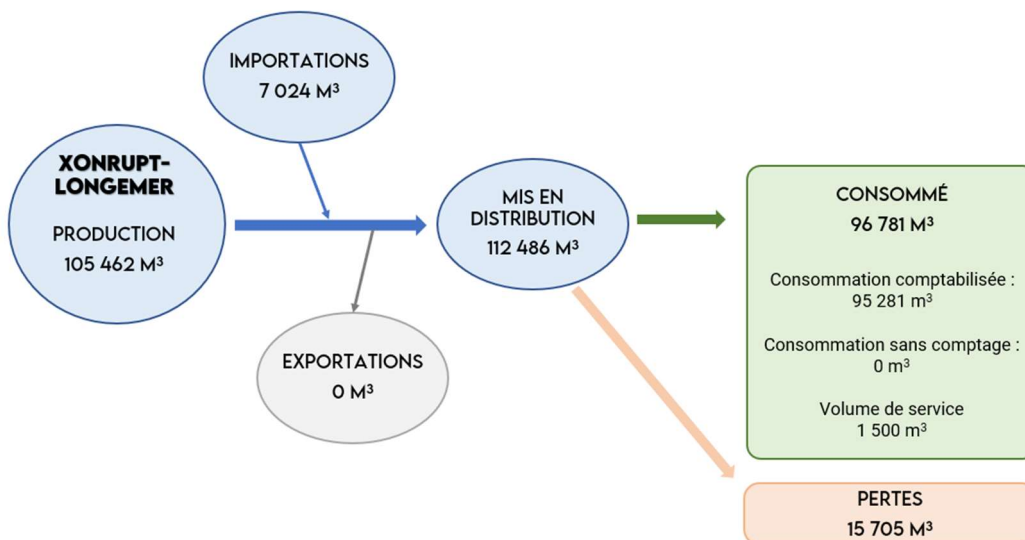 IMPORTATIONS
7 024 M³
XONRUPT-
LONGEMER
PRODUCTION
105 462 M³
MIS EN
DISTRIBUTION
112 486 M³
EXPORTATIONS
0 M³
CONSOMMÉ
96 781 M³
Consommation comptabilisée :
95 281 m³
Consommation sans comptage :
0 m³
Volume de service
1 500 m³
PERTES
15 705 M³